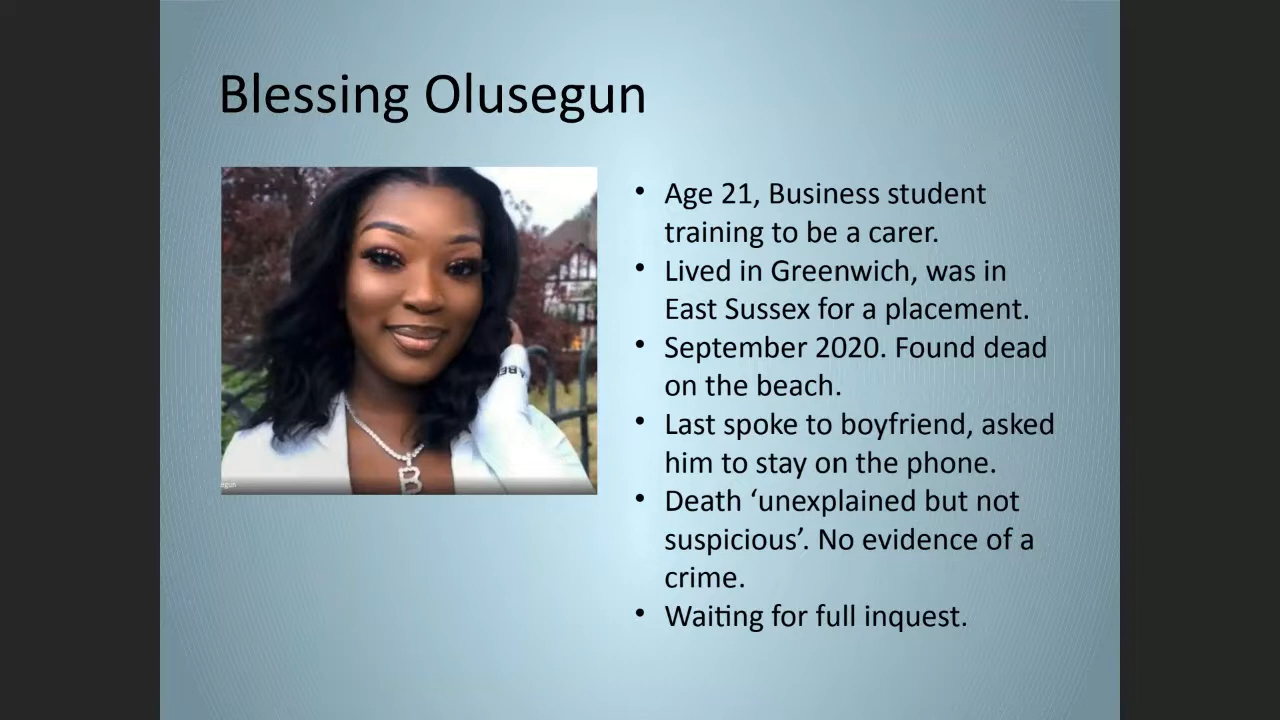 Blessing Olusegun
• Age 21, Business student
training to be a carer.
• Lived in Greenwich, was in
East Sussex for a placement.
• September 2020. Found dead
on the beach.
• Last spoke to boyfriend, asked
him to stay on the phone.
• Death ‘unexplained but not
suspicious’. No evidence of a
crime.
• Waiting for full inquest.
B